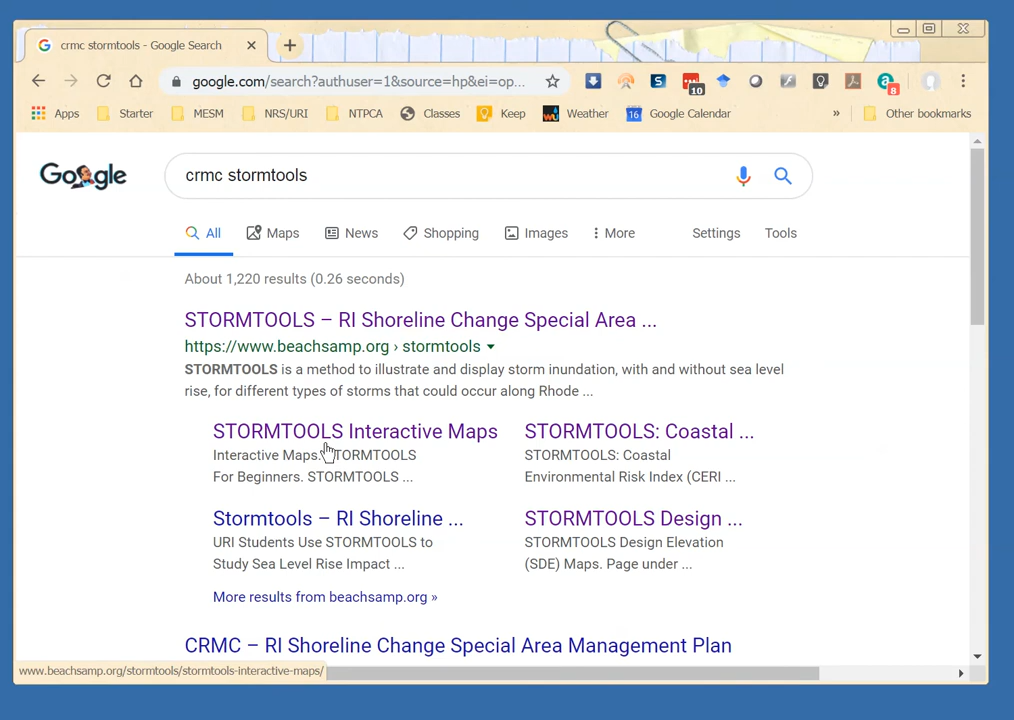 crmc stormtools - Google Search
google.com/search?authuser=1&source=hp&ei=op...
10
8
Apps Starter MESM NRS/URI NTPCA Classes Keep Weather 16 Google Calendar » Other bookmarks
Google
crmc stormtools
All Maps News Shopping Images More Settings Tools
About 1,220 results (0.26 seconds)
STORMTOOLS – RI Shoreline Change Special Area ...
https://www.beachsamp.org › stormtools
STORMTOOLS is a method to illustrate and display storm inundation, with and without sea level
rise, for different types of storms that could occur along Rhode ...
STORMTOOLS Interactive Maps
Interactive Maps. STORMTOOLS
For Beginners. STORMTOOLS ...
STORMTOOLS: Coastal ...
STORMTOOLS: Coastal
Environmental Risk Index (CERI ...
Stormtools – RI Shoreline ...
URI Students Use STORMTOOLS to
Study Sea Level Rise Impact ...
STORMTOOLS Design ...
STORMTOOLS Design Elevation
(SDE) Maps. Page under ...
More results from beachsamp.org »
CRMC – RI Shoreline Change Special Area Management Plan
www.beachsamp.org/stormtools/stormtools-interactive-maps/